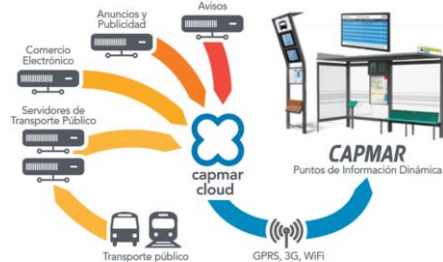 Anuncios y
Publicidad
Avisos
Comercio
Electrónico
Servidores de
Transporte Público
capmar
cloud
CAPMAR
Puntos de Información Dinámica
Transporte público
GPRS, 3G, WiFi